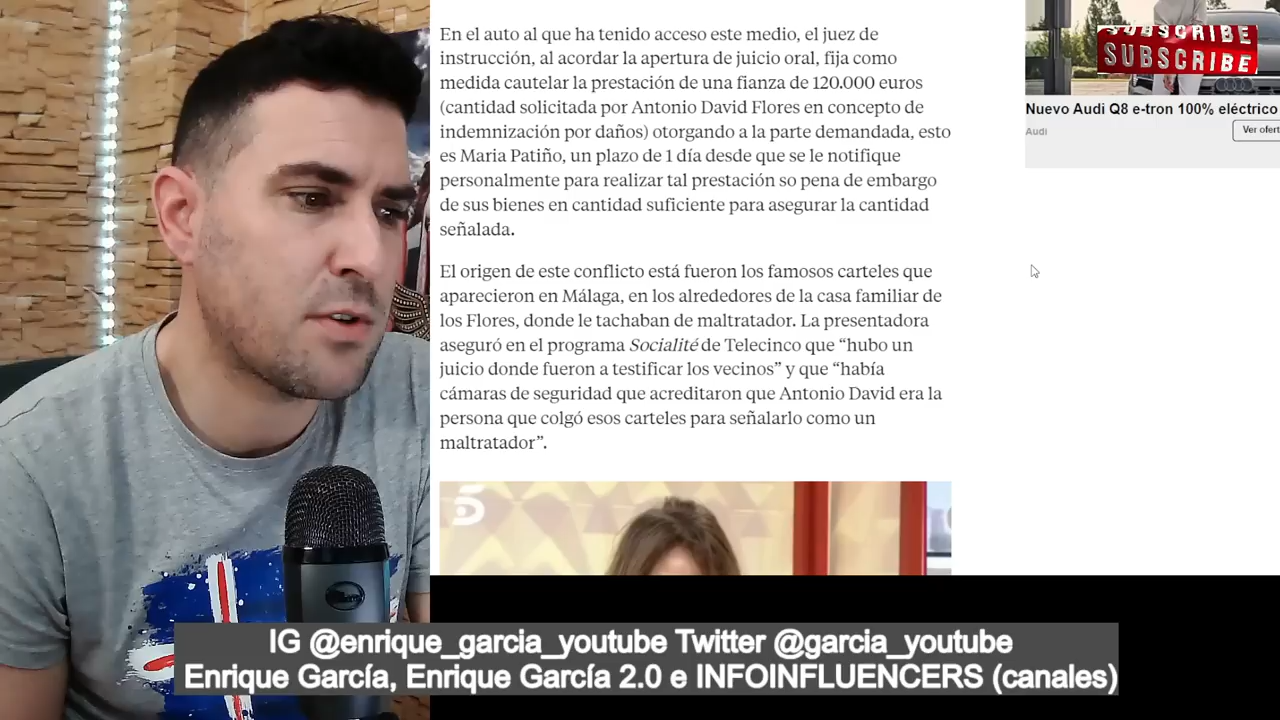 En el auto al que ha tenido acceso este medio, el juez de
instrucción, al acordar la apertura de juicio oral, fija como
medida cautelar la prestación de una fianza de 120.000 euros
(cantidad solicitada por Antonio David Flores en concepto de
indemnización por daños) otorgando a la parte demandada, esto
es Maria Patiño, un plazo de 1 día desde que se le notifique
personalmente para realizar tal prestación so pena de embargo
de sus bienes en cantidad suficiente para asegurar la cantidad
señalada.
El origen de este conflicto está fueron los famosos carteles que
aparecieron en Málaga, en los alrededores de la casa familiar de
los Flores, donde le tachaban de maltratador. La presentadora
aseguró en el programa Socialité de Telecinco que “hubo un
juicio donde fueron a testificar los vecinos” y que “había
cámaras de seguridad que acreditaron que Antonio David era la
persona que colgó esos carteles para señalarlo como un
maltratador”.
SUBSCRIBE
SUBSCRIBE
Nuevo Audi Q8 e-tron 100% eléctrico
Audi
Ver ofert
5
IG @enrique_garcia_youtube Twitter @garcia_youtube
Enrique García, Enrique García 2.0 e INFOINFLUENCERS (canales)